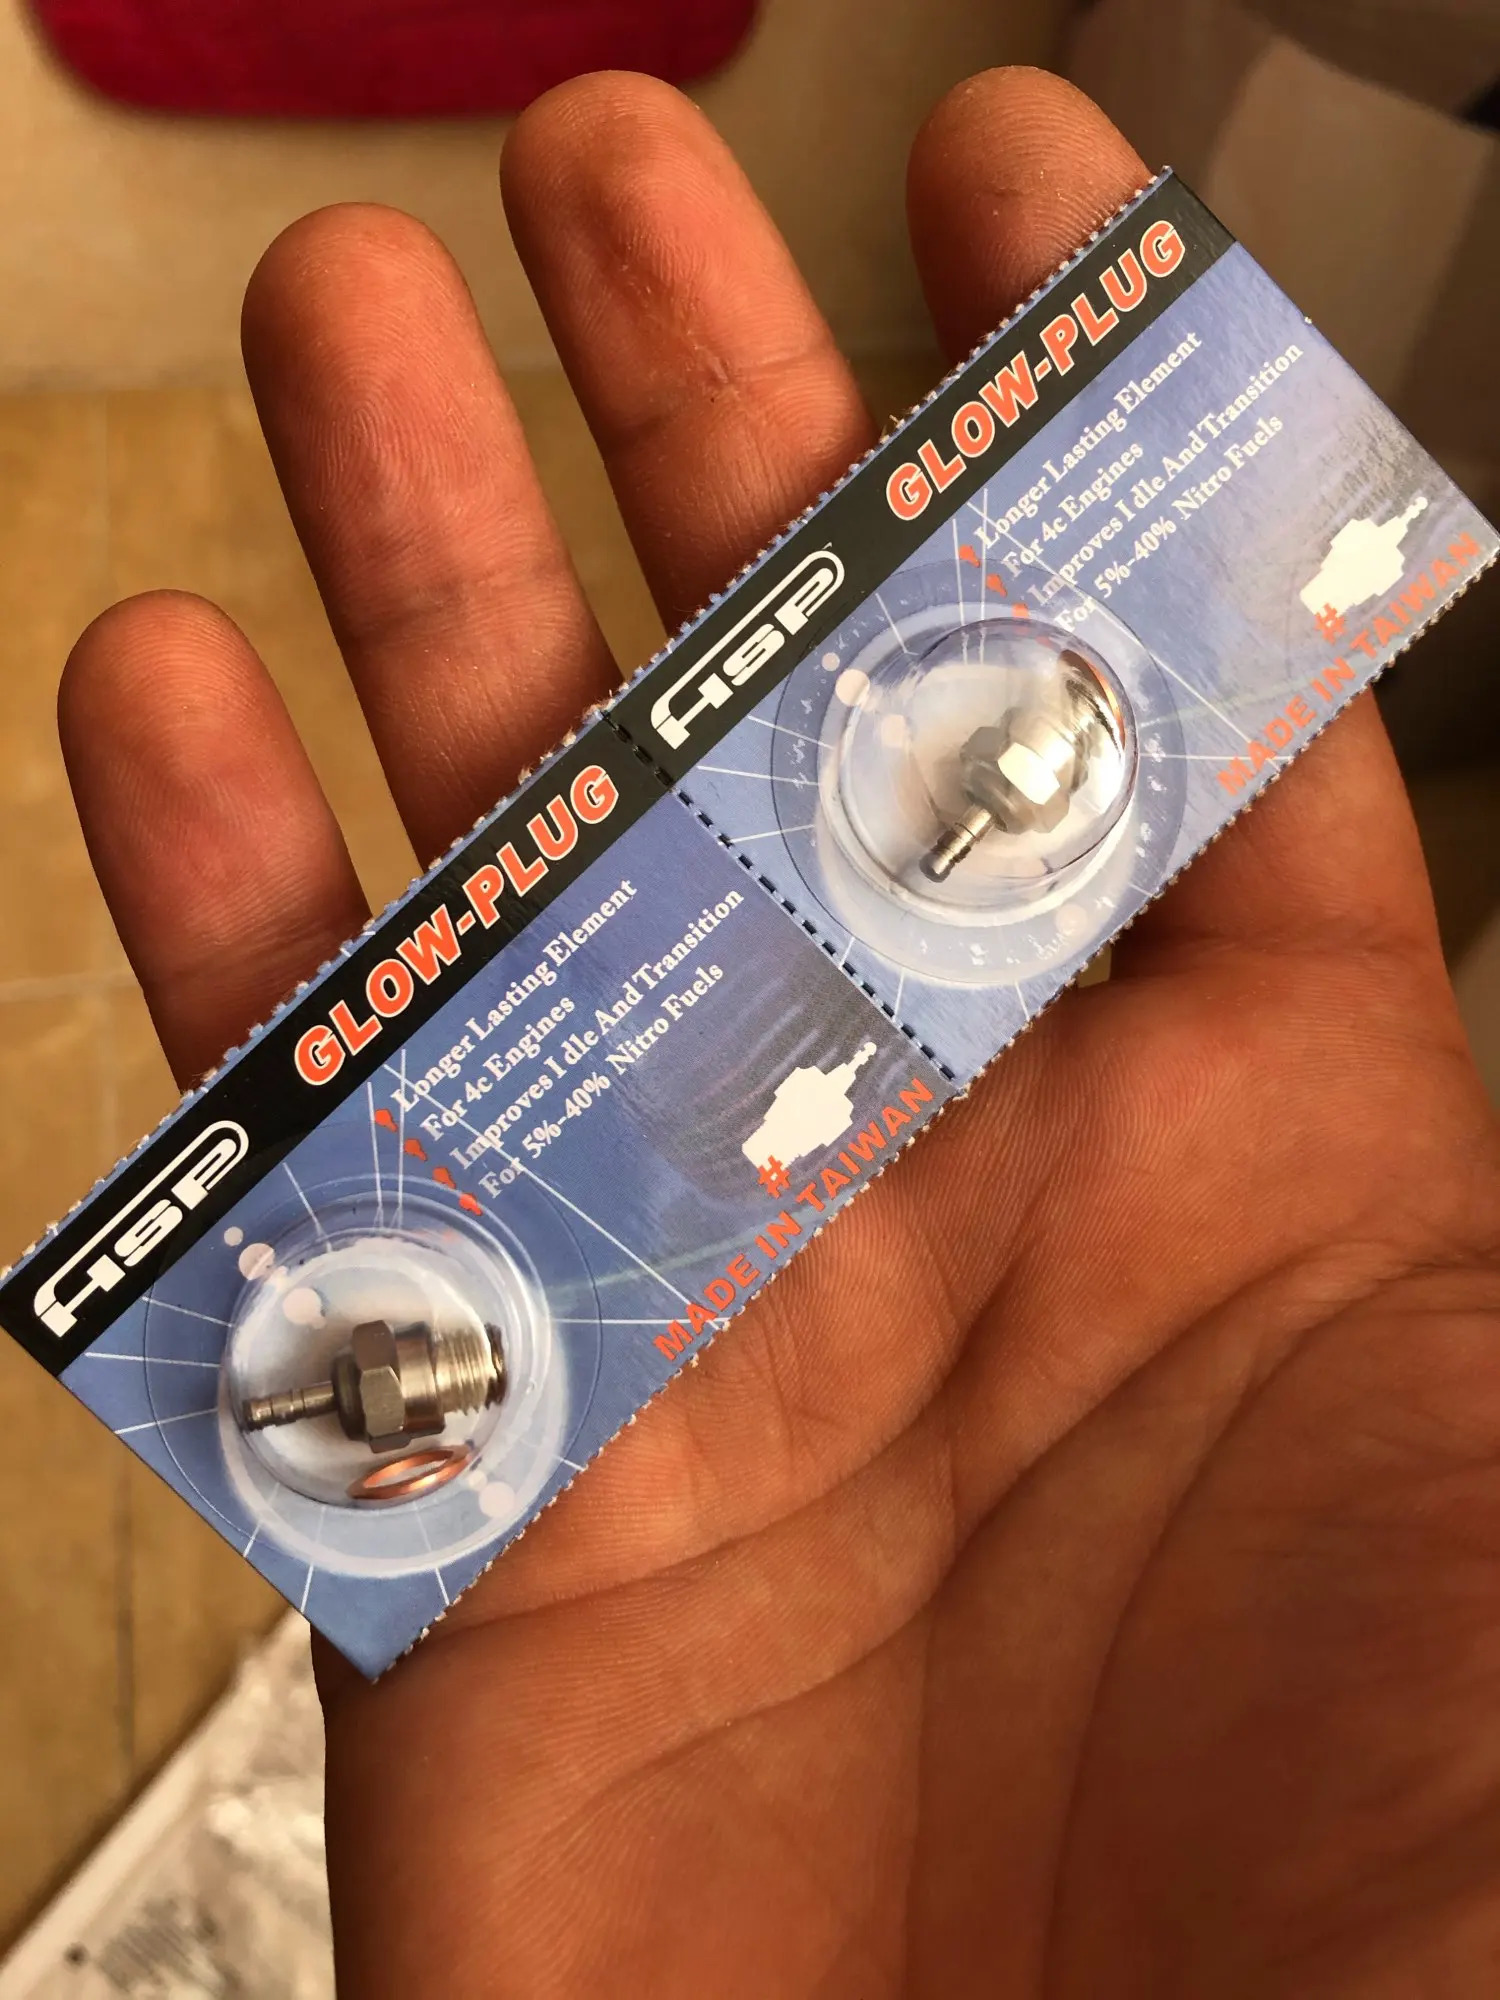 ASP GLOW-PLUG
Longer Lasting Element
For 4c Engines
Improves I dle And Transition
For 5%-40% Nitro Fuels
#
MADE IN TAIWAN
ASP GLOW-PLUG
Longer Lasting Element
For 4c Engines
Improves I dle And Transition
For 5%-40% Nitro Fuels
#
MADE IN TAIWAN